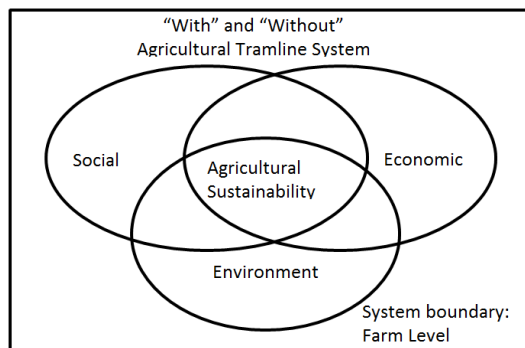 “With” and “Without”
Agricultural Tramline System
Social
Agricultural
Sustainability
Economic
Environment
System boundary:
Farm Level